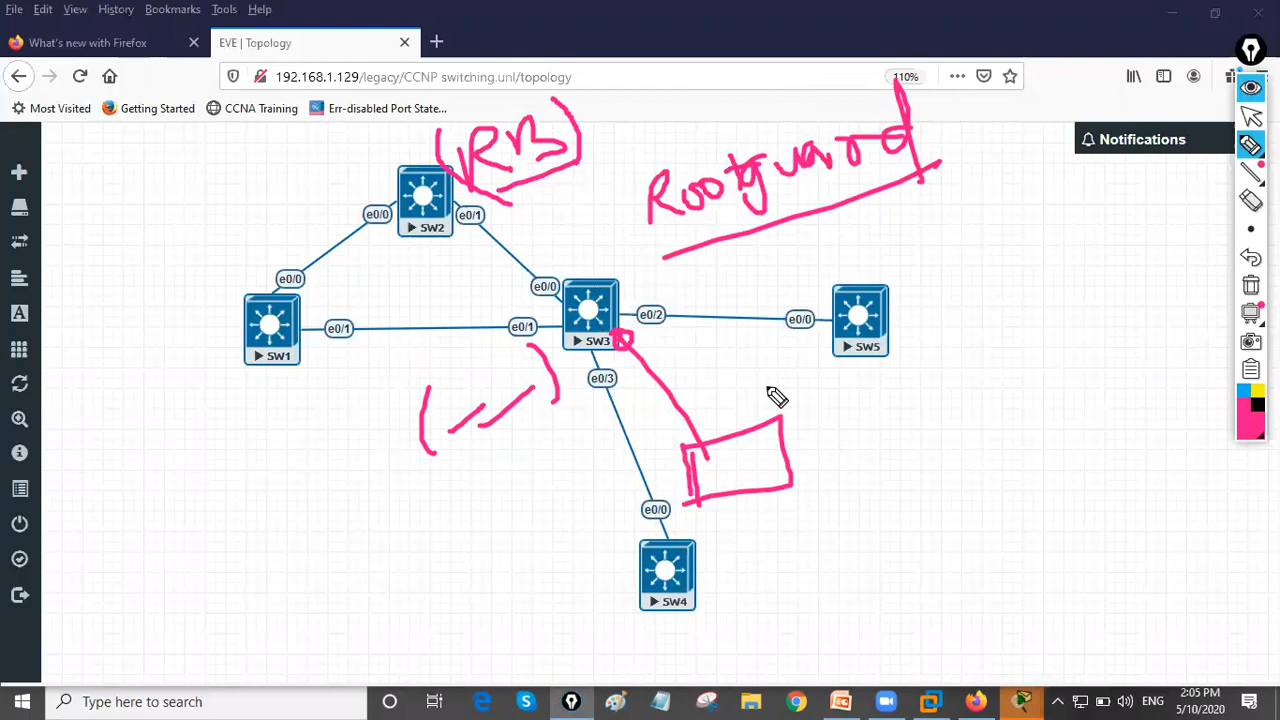 File Edit View History Bookmarks Tools Help
What's new with Firefox
EVE | Topology
192.168.1.129/legacy/CCNP switching.unl/topology
110%
Most Visited
Getting Started
CCNA Training
Err-disabled Port State...
Notifications
(RB)
Rootguard
SW2
e0/0
e0/1
e0/0
e0/0
SW1
e0/1
e0/1
SW3
e0/2
e0/0
SW5
e0/3
e0/0
SW4
Type here to search
ENG
2:05 PM
5/10/2020